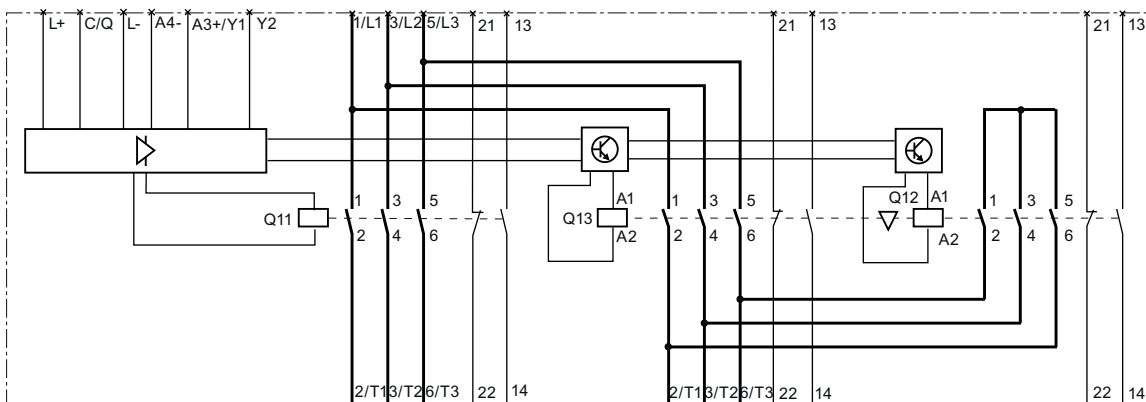 L+ C/Q L- A4- A3+/Y1 Y2 1/L1 3/L2 5/L3 21 13 21 13 21 13
Q11 1 3 5 Q13 A1 1 3 5 Q12 A1 1 3 5
2 4 6 A2 2 4 6 A2 2 4 6
2/T1 3/T2 6/T3 22 14 2/T1 3/T2 6/T3 22 14 22 14